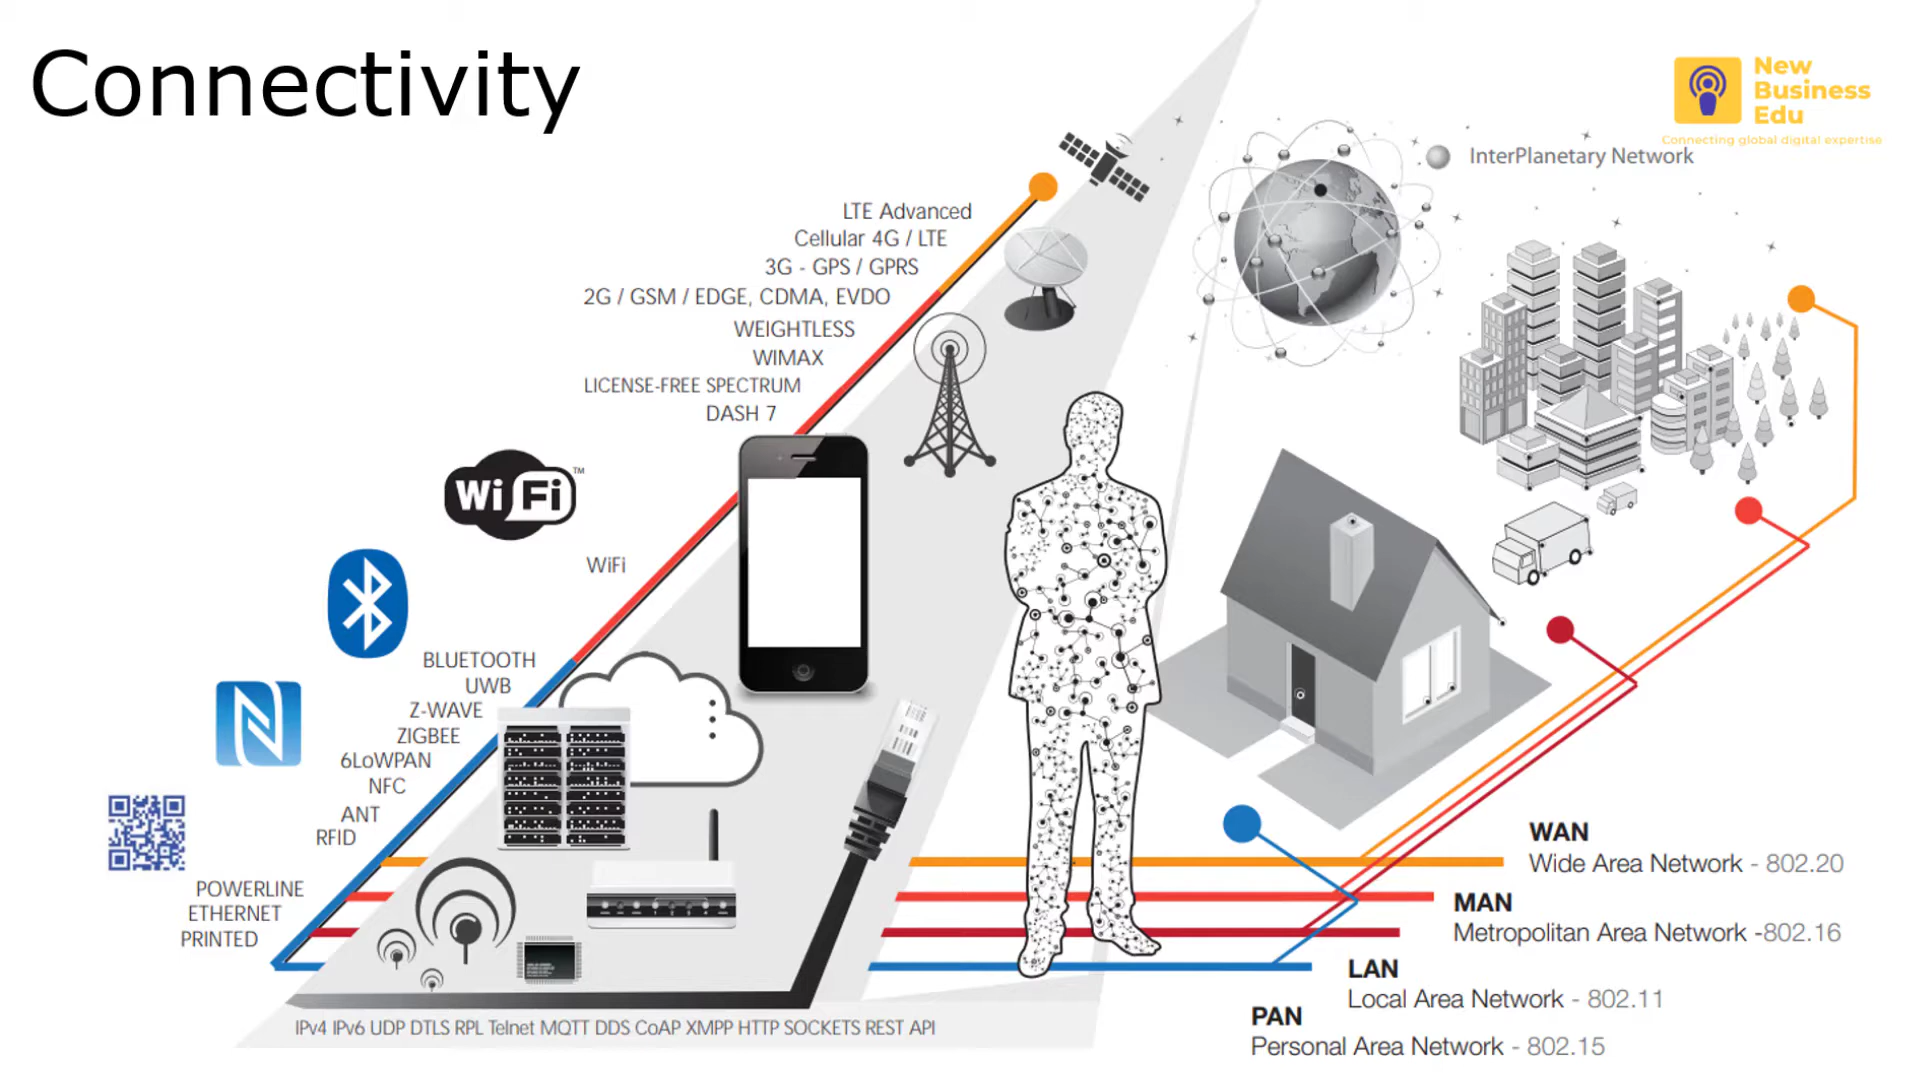 Connectivity
New
Business
Edu
Connecting global digital expertise
InterPlanetary Network
LTE Advanced
Cellular 4G / LTE
3G - GPS / GPRS
2G / GSM / EDGE, CDMA, EVDO
WEIGHTLESS
WIMAX
LICENSE-FREE SPECTRUM
DASH 7
Wi Fi TM
WiFi
BLUETOOTH
UWB
Z-WAVE
ZIGBEE
6LoWPAN
NFC
ANT
RFID
POWERLINE
ETHERNET
PRINTED
IPv4 IPv6 UDP DTLS RPL Telnet MQTT DDS CoAP XMPP HTTP SOCKETS REST API
WAN
Wide Area Network - 802.20
MAN
Metropolitan Area Network -802.16
LAN
Local Area Network - 802.11
PAN
Personal Area Network - 802.15